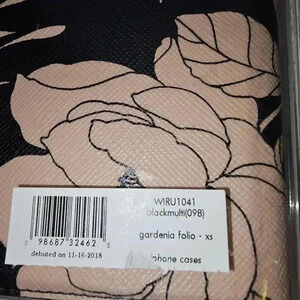 WIRU1041
blackmulti(098)
gardenia folio - xs
iphone cases
0 98687 32462 5
debuted on 11-16-2018